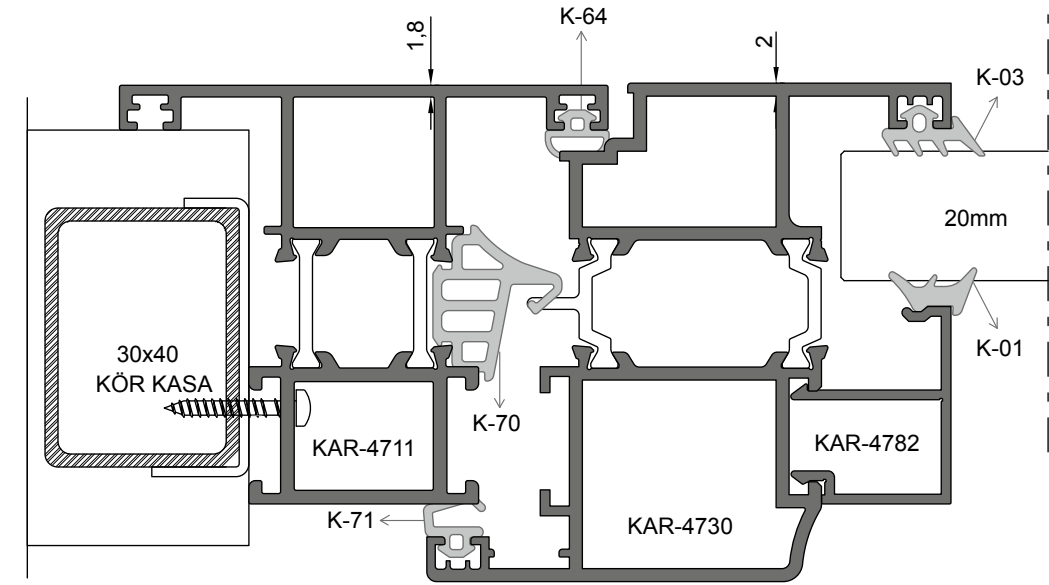 K-64
1,8
2
K-03
20mm
30x40
KÖR KASA
K-01
K-70
KAR-4711
KAR-4782
K-71
KAR-4730